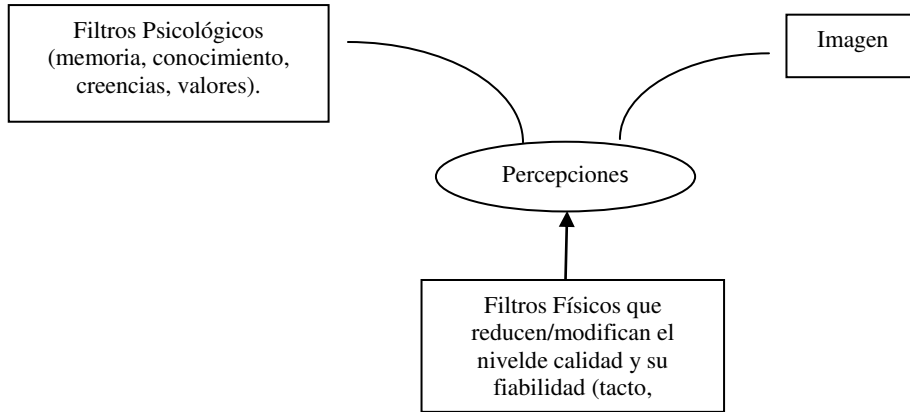 Filtros Psicológicos
(memoria, conocimiento,
creencias, valores).
Imagen
Percepciones
Filtros Físicos que
reducen/modifican el
nivelde calidad y su
fiabilidad (tacto,